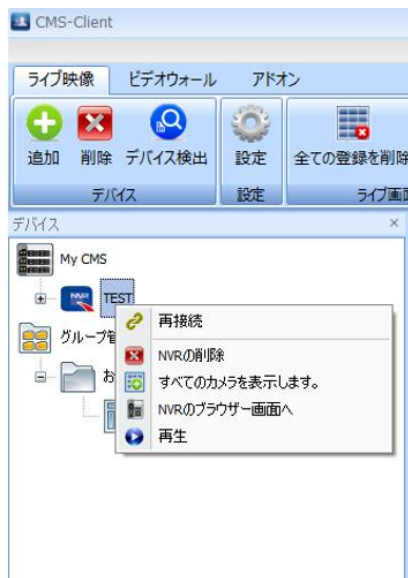 CMS-Client
ライブ映像 ビデオウォール アドオン
追加 削除 デバイス検出 設定 全ての登録を削除
デバイス 設定 ライブ画
デバイス
My CMS
NVR TEST
再接続
グループ管
NVRの削除
お すべてのカメラを表示します。
NVRのブラウザー画面へ
再生